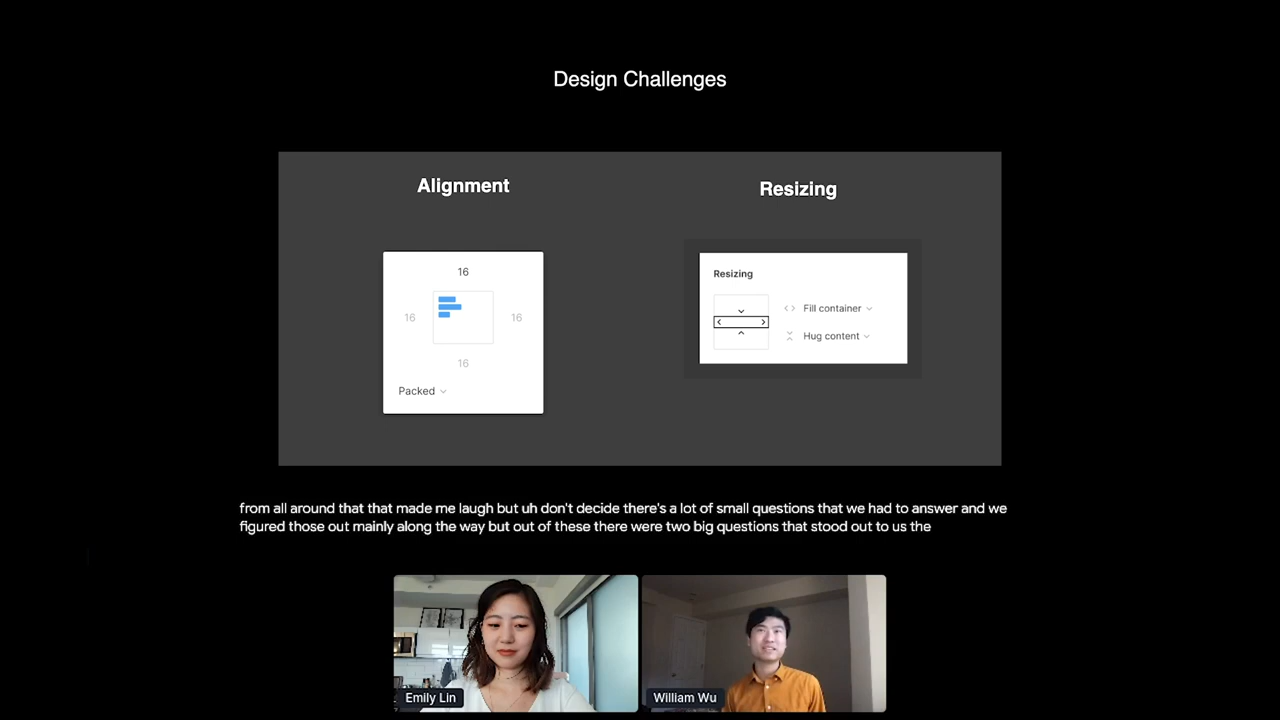 Design Challenges
Alignment
Resizing
16
16
16
16
Packed
Resizing
Fill container
Hug content
from all around that that made me laugh but uh don't decide there's a lot of small questions that we had to answer and we
figured those out mainly along the way but out of these there were two big questions that stood out to us the
Emily Lin
William Wu